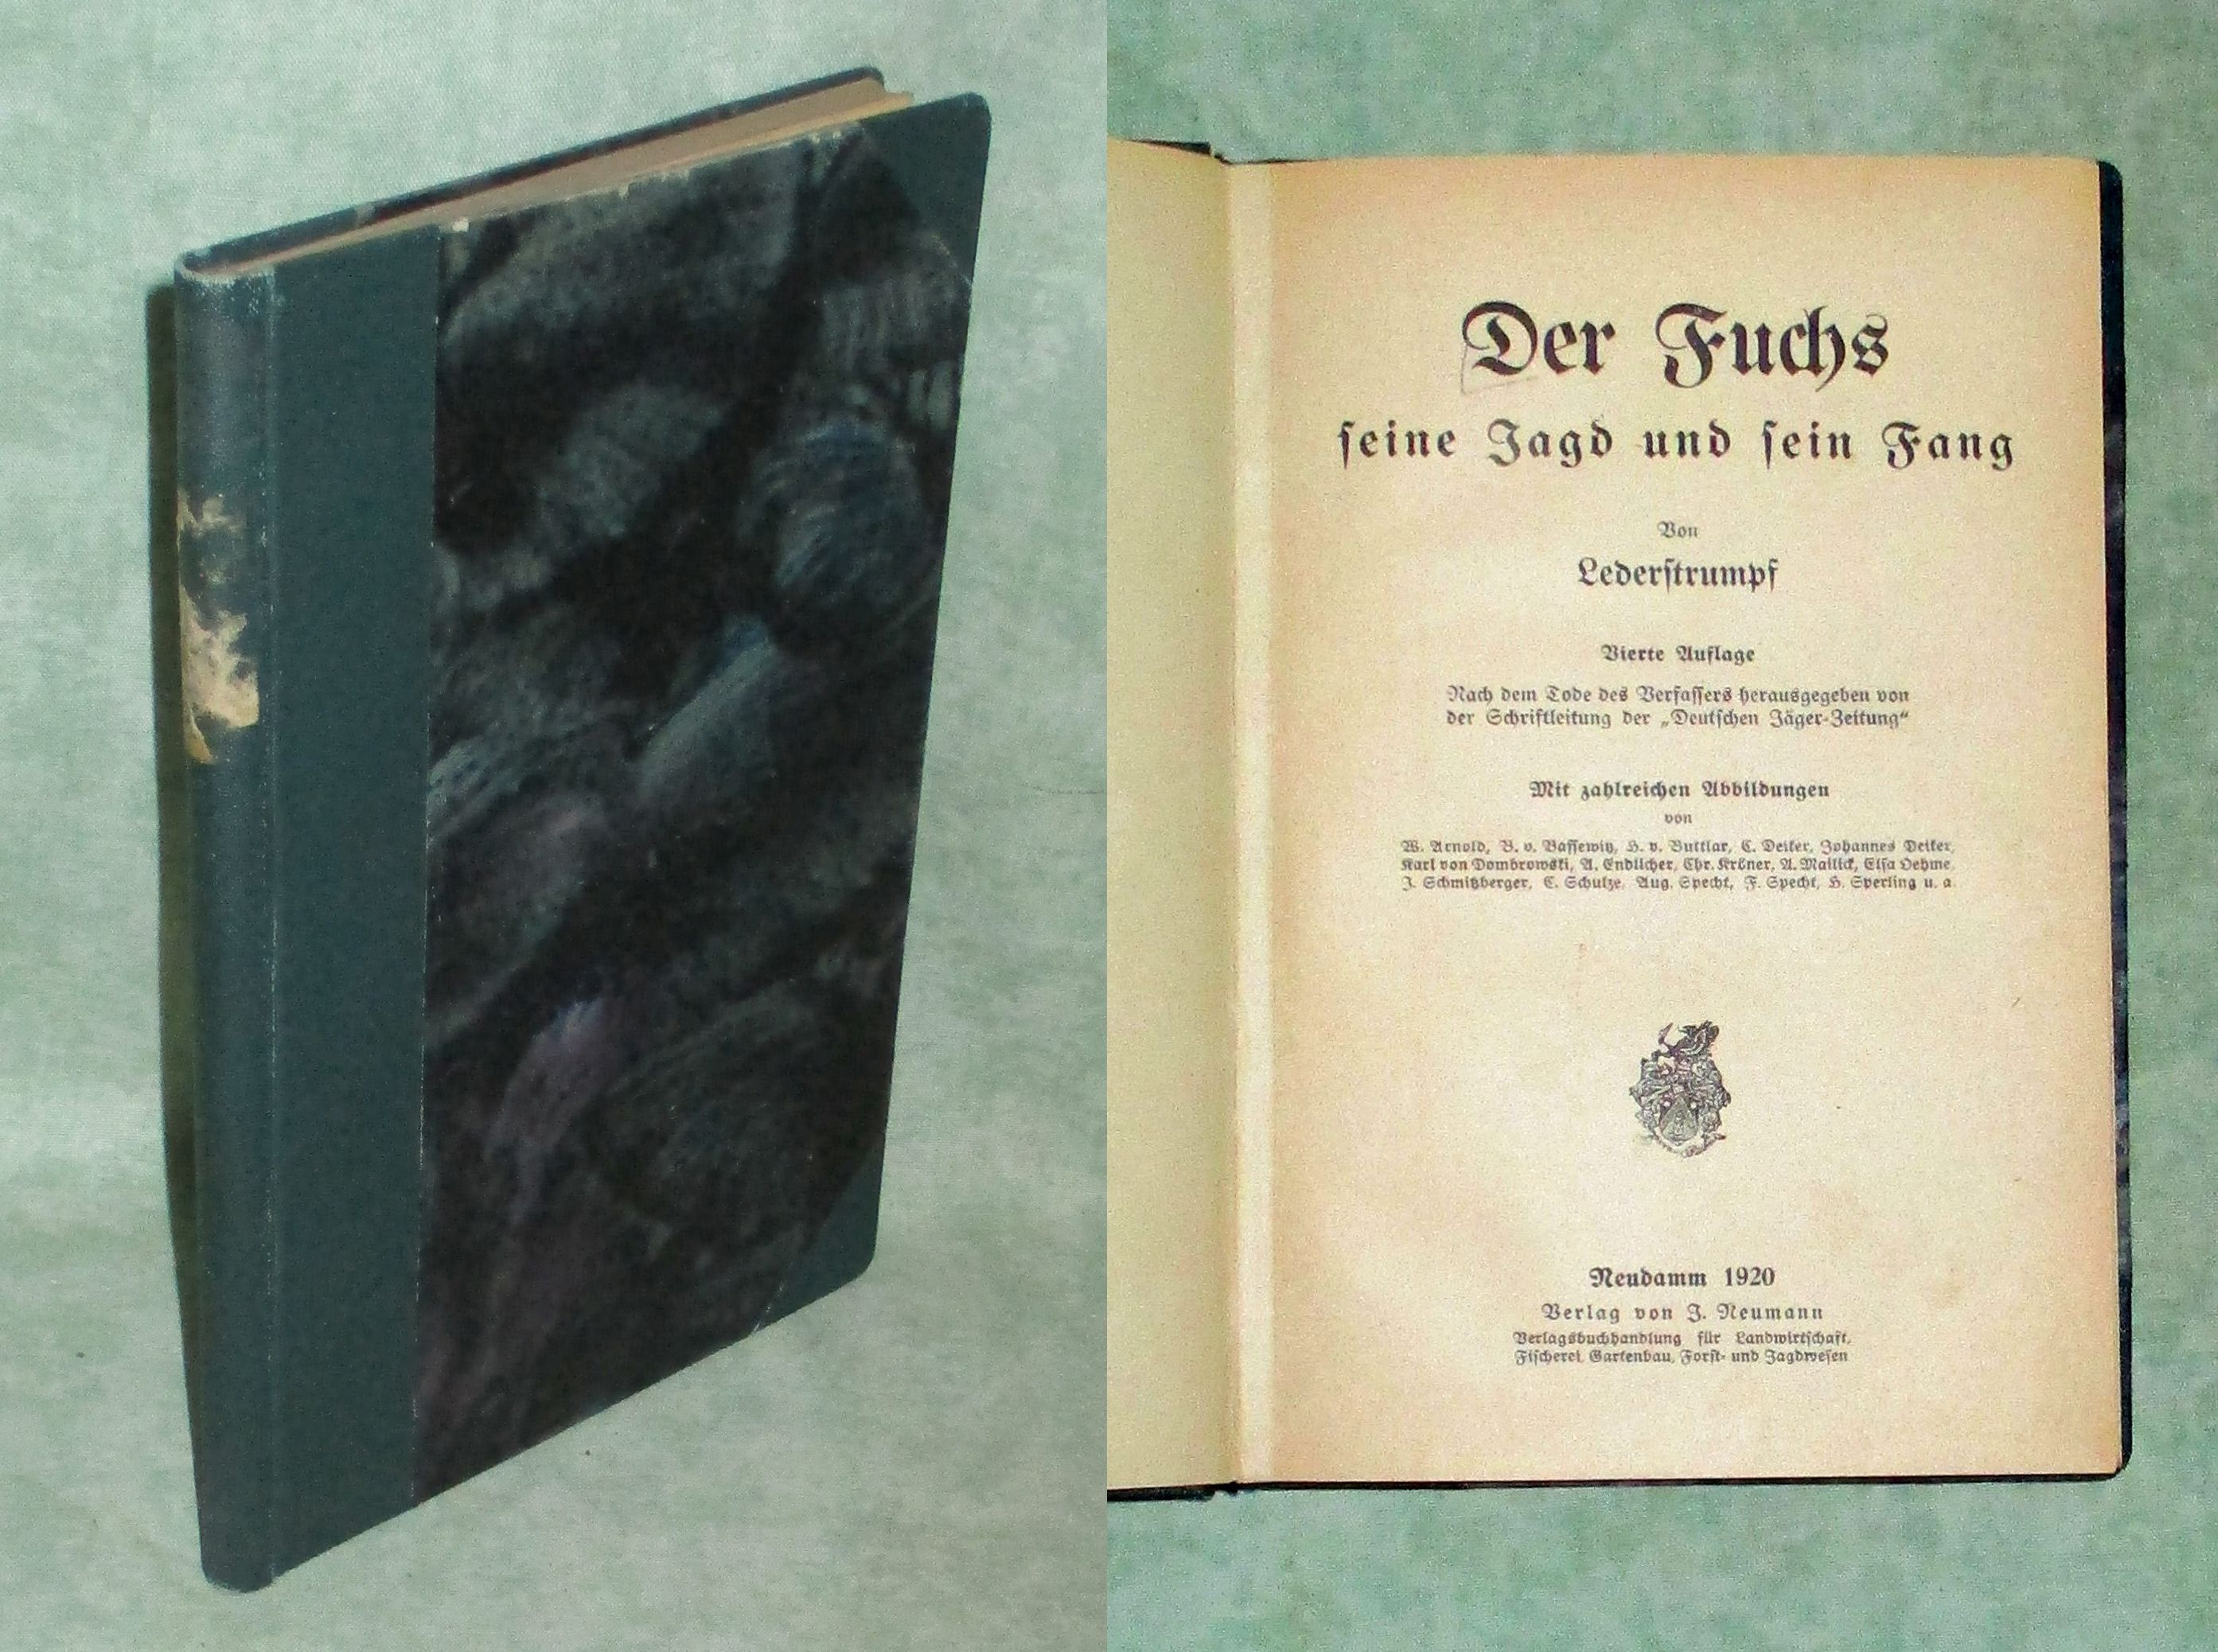 Der Fuchs
ſeine Jagd und ſein Fang
Von
Lederſtrumpf
Vierte Auflage
Nach dem Tode des Verfaſſers herausgegeben von
der Schriftleitung der „Deutſchen Jäger-Zeitung“
Mit zahlreichen Abbildungen
von
W. Arnold, B. v. Baſſewitz, H. v. Buttlar, C. Deiker, Johannes Deiker,
Karl von Dombrowski, A. Endlicher, Chr. Kröner, A. Mailick, Elſa Oehme,
J. Schmitzberger, C. Schulze, Aug. Specht, F. Specht, H. Sperling u. a.
Neudamm 1920
Verlag von J. Neumann
Verlagsbuchhandlung für Landwirtſchaft,
Fiſcherei, Gartenbau, Forſt- und Jagdweſen